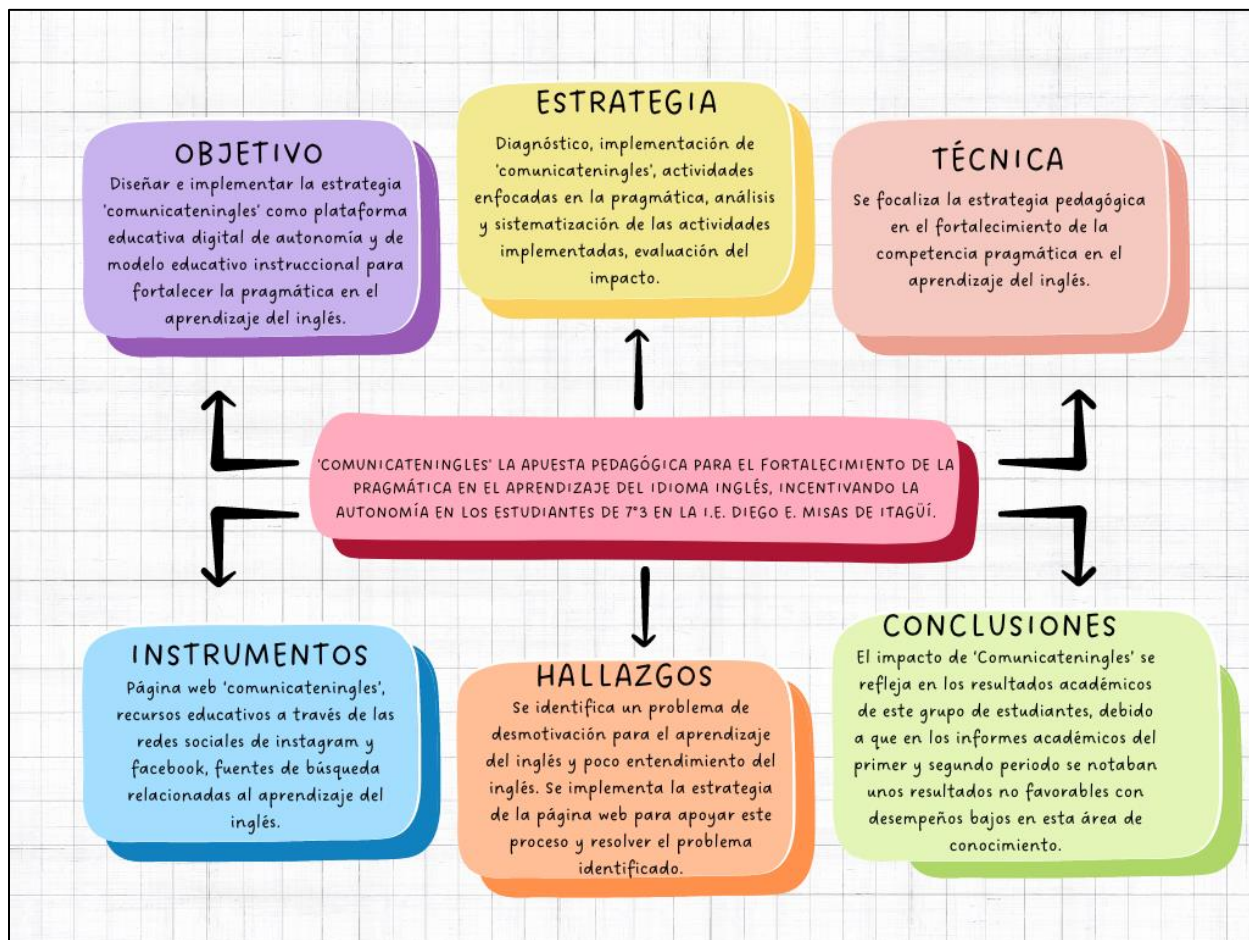 OBJETIVO
Diseñar e implementar la estrategia
'comunicateningles' como plataforma
educativa digital de autonomía y de
modelo educativo instruccional para
fortalecer la pragmática en el
aprendizaje del inglés.
ESTRATEGIA
Diagnóstico, implementación de
'comunicateningles', actividades
enfocadas en la pragmática, análisis
y sistematización de las actividades
implementadas, evaluación del
impacto.
TÉCNICA
Se focaliza la estrategia pedagógica
en el fortalecimiento de la
competencia pragmática en el
aprendizaje del inglés.
'COMUNICATENINGLES' LA APUESTA PEDAGÓGICA PARA EL FORTALECIMIENTO DE LA
PRAGMÁTICA EN EL APRENDIZAJE DEL IDIOMA INGLÉS, INCENTIVANDO LA
AUTONOMÍA EN LOS ESTUDIANTES DE 7°3 EN LA I.E. DIEGO E. MISAS DE ITAGÜÍ.
INSTRUMENTOS
Página web 'comunicateningles',
recursos educativos a través de las
redes sociales de instagram y
facebook, fuentes de búsqueda
relacionadas al aprendizaje del
inglés.
HALLAZGOS
Se identifica un problema de
desmotivación para el aprendizaje
del inglés y poco entendimiento del
inglés. Se implementa la estrategia
de la página web para apoyar este
proceso y resolver el problema
identificado.
CONCLUSIONES
El impacto de 'Comunicateningles' se
refleja en los resultados académicos
de este grupo de estudiantes, debido
a que en los informes académicos del
primer y segundo periodo se notaban
unos resultados no favorables con
desempeños bajos en esta área de
conocimiento.